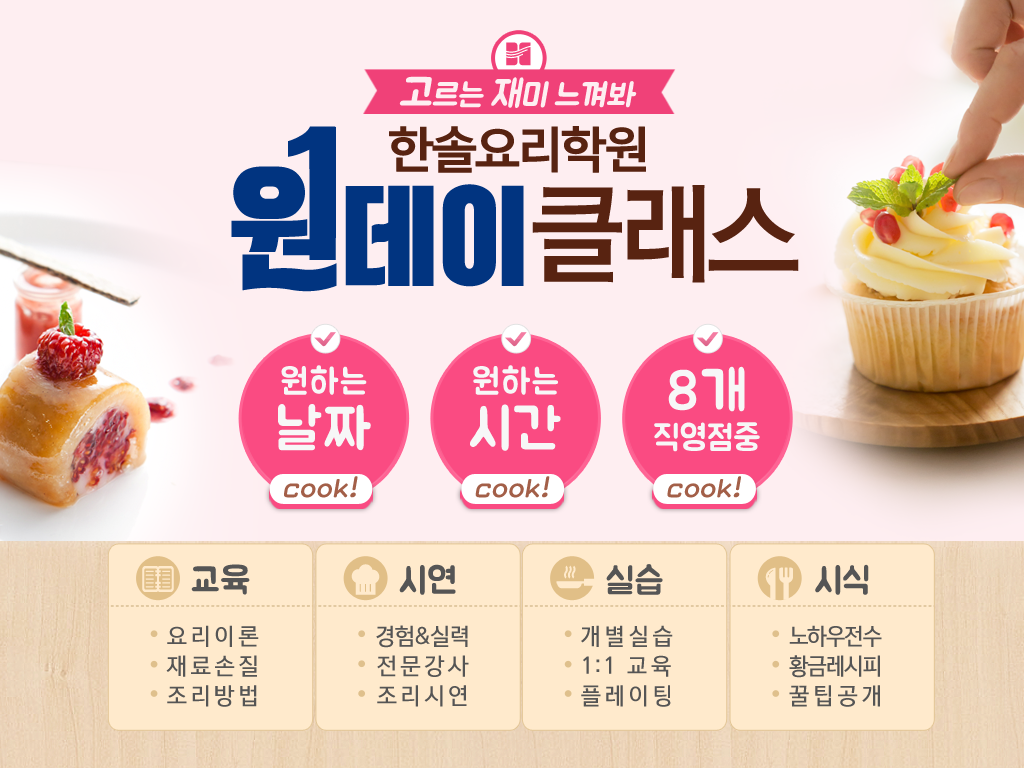 고르는 재미 느껴봐
한솔요리학원
원데이클래스
원하는
날짜
cook!
원하는
시간
cook!
8개
직영점중
cook!
교육
• 요리이론
• 재료손질
• 조리방법
시연
• 경험&실력
• 전문강사
• 조리시연
실습
• 개별실습
• 1:1 교육
• 플레이팅
시식
• 노하우전수
• 황금레시피
• 꿀팁공개